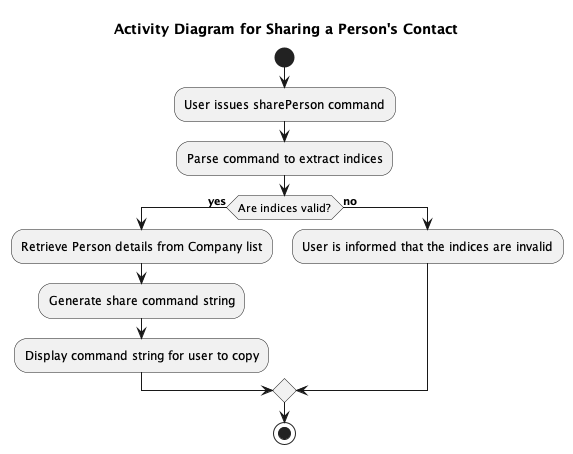 Activity Diagram for Sharing a Person's Contact
User issues sharePerson command
Parse command to extract indices
yes
Are indices valid?
no
Retrieve Person details from Company list
User is informed that the indices are invalid
Generate share command string
Display command string for user to copy